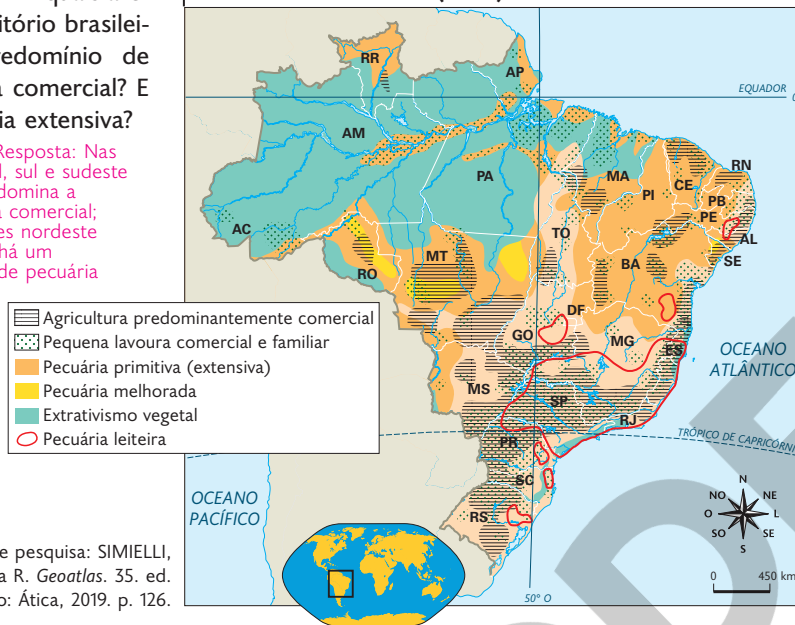 ritório brasilei-
redomínio de
a comercial? E
ria extensiva?
Resposta: Nas
l, sul e sudeste
domina a
a comercial;
es nordeste
há um
de pecuária
RR
AP
EQUADOR
0
AM
PA
MA
CE
RN
PI
PB
PE
AL
SE
AC
TO
RO
MT
BA
DF
GO
MG
ES
MS
SP
RJ
PR
SC
RS
OCEANO
ATLÂNTICO
TRÓPICO DE CAPRICÓRNI
OCEANO
PACÍFICO
Agricultura predominantemente comercial
Pequena lavoura comercial e familiar
Pecuária primitiva (extensiva)
Pecuária melhorada
Extrativismo vegetal
Pecuária leiteira
N
NO
NE
O
L
SO
SE
S
0 450 km
50° O
e pesquisa: SIMIELLI,
a R. Geoatlas. 35. ed.
o: Ática, 2019. p. 126.